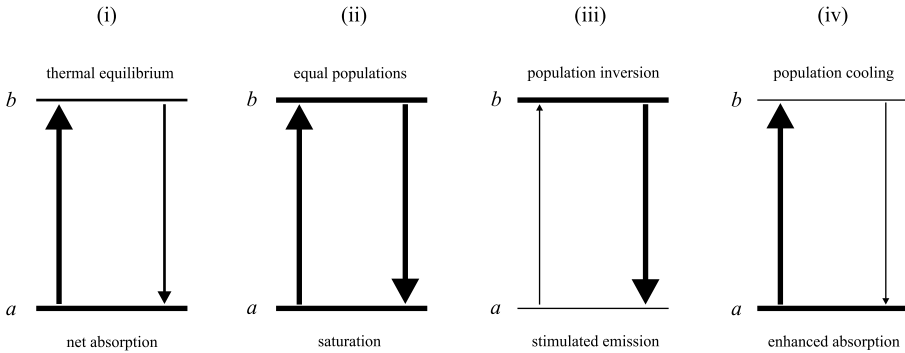 (i) (ii) (iii) (iv)
thermal equilibrium equal populations population inversion population cooling
b b b b
a a a a
net absorption saturation stimulated emission enhanced absorption